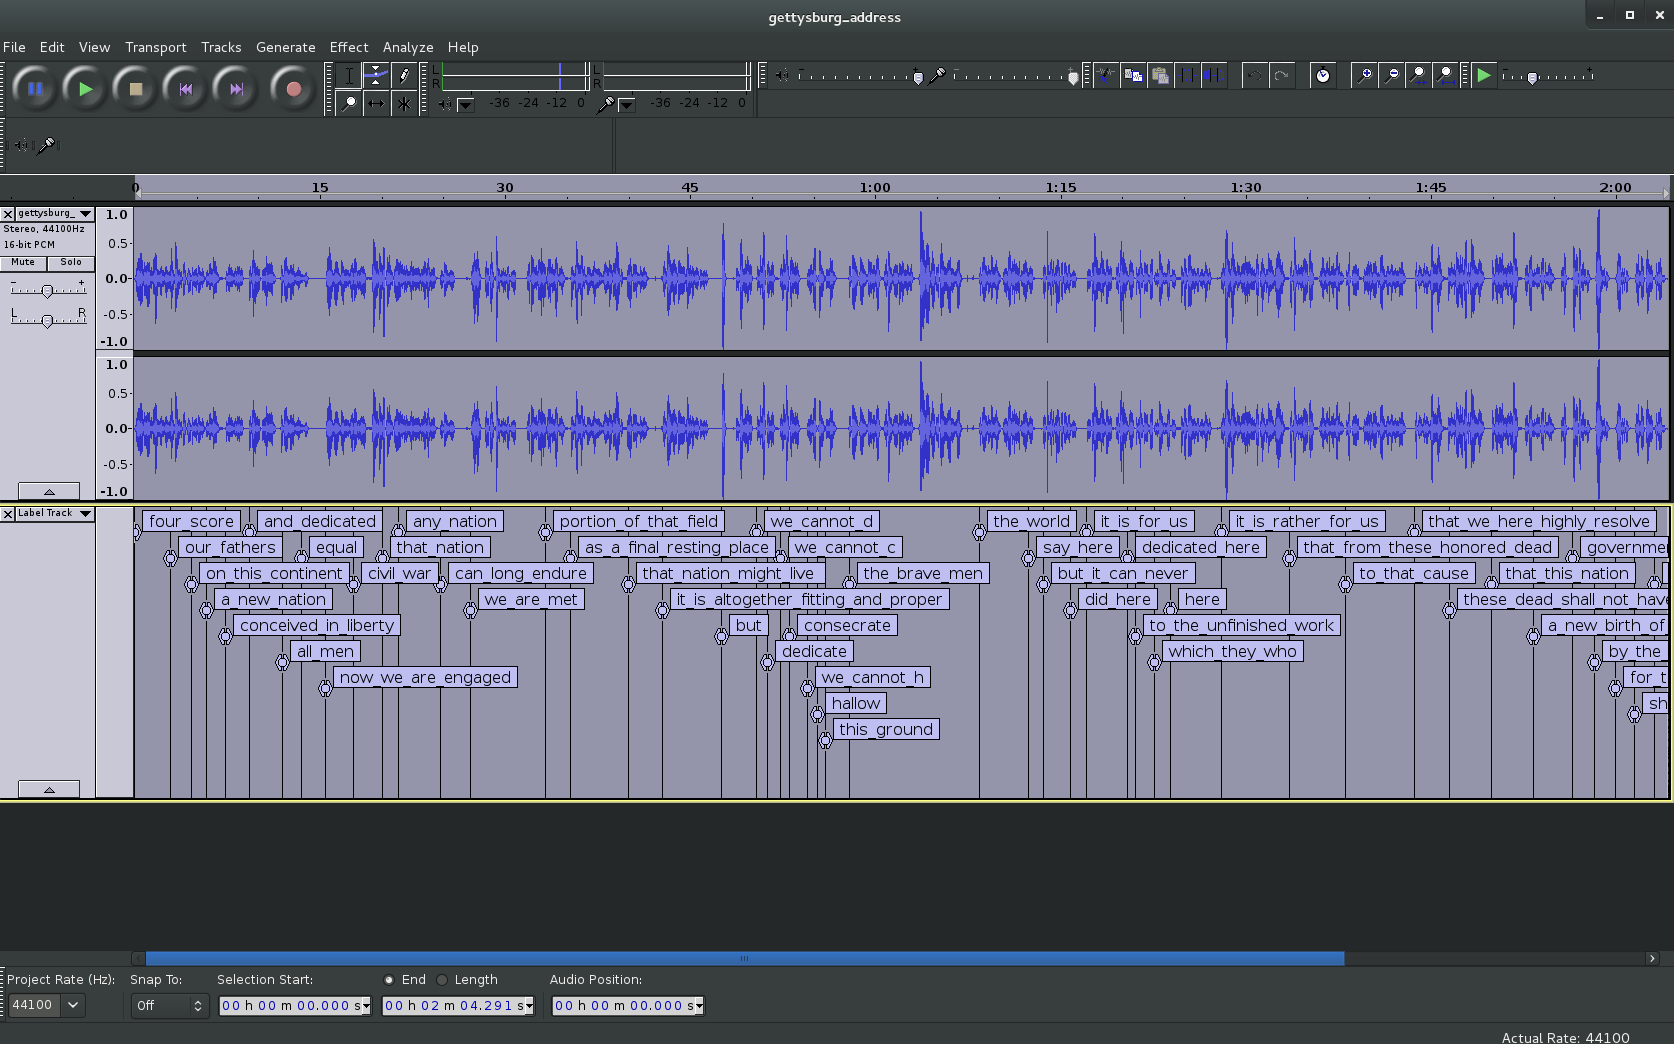 gettysburg_address
File Edit View Transport Tracks Generate Effect Analyze Help
L
R
-36 -24 -12 0
L
R
-36 -24 -12 0
0 15 30 45 1:00 1:15 1:30 1:45 2:00
gettysburg_
Stereo, 44100Hz
16-bit PCM
Mute Solo
- +
L R
1.0
0.5
0.0
-0.5
-1.0
1.0
0.5
0.0
-0.5
-1.0
Label Track
four_score and_dedicated any_nation portion_of_that_field we_cannot_d the_world it_is_for_us it_is_rather_for_us that_we_here_highly_resolve
our_fathers equal that_nation as_a_final_resting_place we_cannot_c say_here dedicated_here that_from_these_honored_dead governme
on_this_continent civil_war can_long_endure that_nation_might_live the_brave_men but_it_can_never to_that_cause that_this_nation
a_new_nation we_are_met it_is_altogether_fitting_and_proper did_here here these_dead_shall_not_have
conceived_in_liberty but consecrate to_the_unfinished_work a_new_birth_of
all_men dedicate which_they_who by_the_
now_we_are_engaged we_cannot_h for_t
hallow sh
this_ground
Project Rate (Hz): Snap To: Selection Start: End Length Audio Position:
44100 Off 00 h 00 m 00.000 s 00 h 02 m 04.291 s 00 h 00 m 00.000 s
Actual Rate: 44100